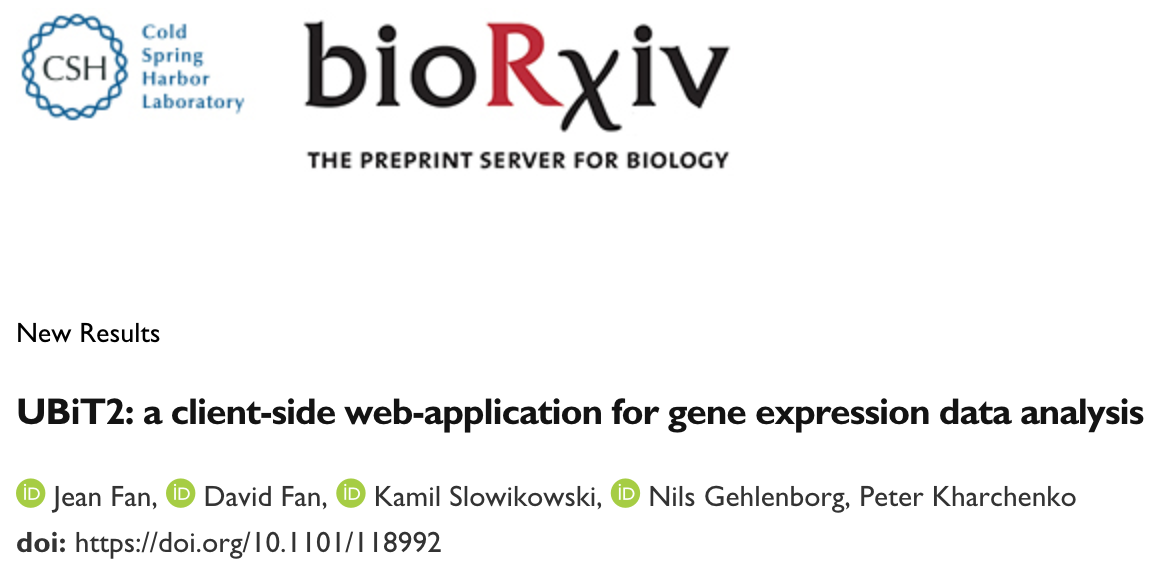 CSH
Cold
Spring
Harbor
Laboratory
bioRχiv
THE PREPRINT SERVER FOR BIOLOGY
New Results
UBiT2: a client-side web-application for gene expression data analysis
iD Jean Fan, iD David Fan, iD Kamil Slowikowski, iD Nils Gehlenborg, Peter Kharchenko
doi: https://doi.org/10.1101/118992